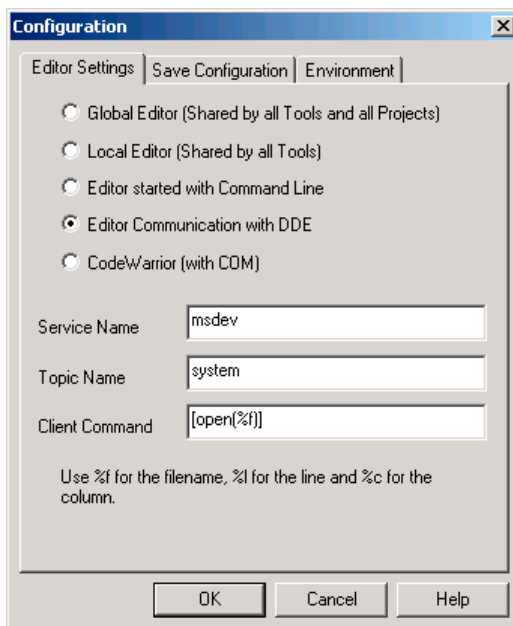 Configuration
Editor Settings
Save Configuration
Environment
Global Editor (Shared by all Tools and all Projects)
Local Editor (Shared by all Tools)
Editor started with Command Line
Editor Communication with DDE
CodeWarrior (with COM)
Service Name
msdev
Topic Name
system
Client Command
[open(%f)]
Use %f for the filename, %l for the line and %c for the
column.
OK
Cancel
Help